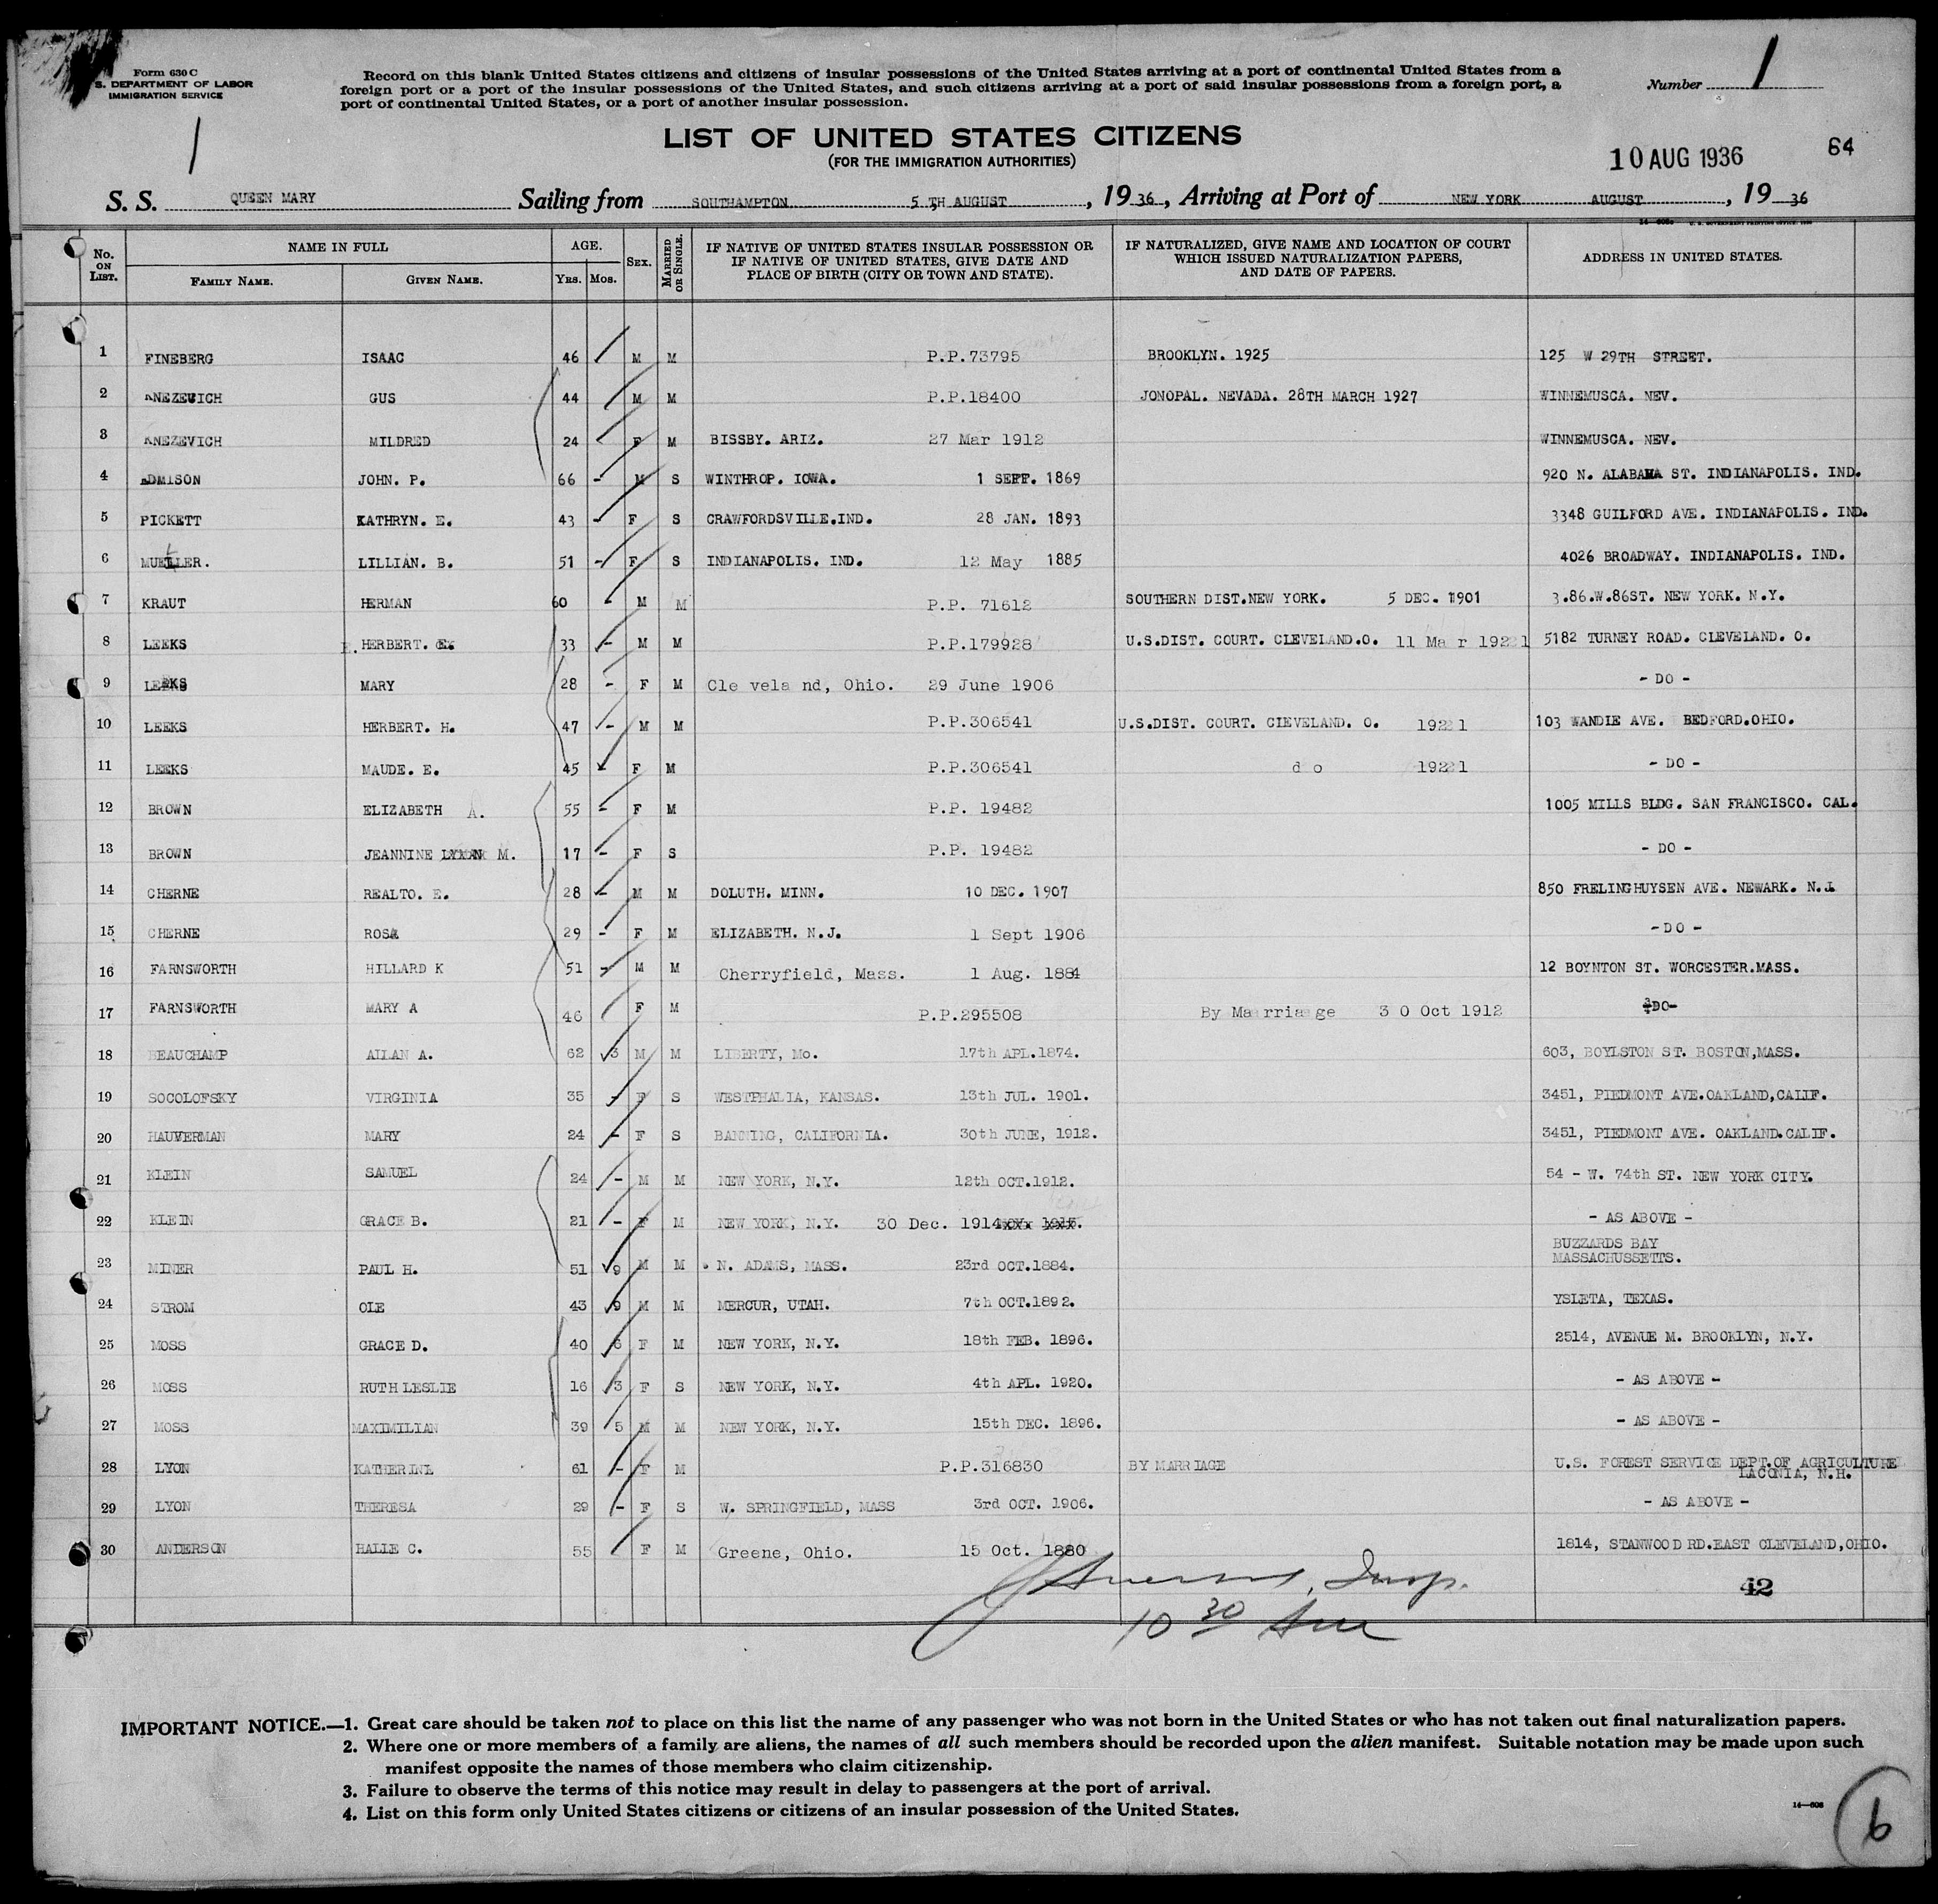 Form 630 C
S. DEPARTMENT OF LABOR
IMMIGRATION SERVICE
Record on this blank United States citizens and citizens of insular possessions of the United States arriving at a port of continental United States from a
foreign port or a port of the insular possessions of the United States, and such citizens arriving at a port of said insular possessions from a foreign port, a
port of continental United States, or a port of another insular possession.
Number 1
1
LIST OF UNITED STATES CITIZENS
(FOR THE IMMIGRATION AUTHORITIES)
10 AUG 1936 64
S. S. QUEEN MARY Sailing from SOUTHAMPTON 5 TH AUGUST, 19 36, Arriving at Port of NEW YORK AUGUST, 19 36
No. ON LIST. NAME IN FULL FAMILY NAME. GIVEN NAME. AGE. YRS. MOS. SEX. MARRIED OR SINGLE. IF NATIVE OF UNITED STATES INSULAR POSSESSION OR IF NATIVE OF UNITED STATES, GIVE DATE AND PLACE OF BIRTH (CITY OR TOWN AND STATE). IF NATURALIZED, GIVE NAME AND LOCATION OF COURT WHICH ISSUED NATURALIZATION PAPERS, AND DATE OF PAPERS. ADDRESS IN UNITED STATES.
1 FINEBERG ISAAC 46 M M P.P.73795 BROOKLYN. 1925 125 W 29TH STREET.
2 KNEZEVICH GUS 44 M M P.P.18400 JONOPAL. NEVADA. 28TH MARCH 1927 WINNEMUSCA. NEV.
3 KNEZEVICH MILDRED 24 F M BISSBY. ARIZ. 27 Mar 1912 WINNEMUSCA. NEV.
4 ADMISON JOHN. P. 66 - M S WINTHROP. IOWA. 1 SEPT. 1869 920 N. ALABAMA ST. INDIANAPOLIS. IND.
5 PICKETT KATHRYN. E. 43 - F S CRAWFORDSVILLE.IND. 28 JAN. 1893 3348 GUILFORD AVE. INDIANAPOLIS. IND.
6 MUELLER. LILLIAN. B. 51 - F S INDIANAPOLIS. IND. 12 May 1885 4026 BROADWAY. INDIANAPOLIS. IND.
7 KRAUT HERMAN 60 - M M P.P. 71612 SOUTHERN DIST.NEW YORK. 5 DEC. 1901 3.86.W.86ST. NEW YORK. N.Y.
8 LEEKS HERBERT. 33 - M M P.P.179928 U.S.DIST. COURT. CLEVELAND.O. 11 Mar 1921 5182 TURNEY ROAD. CLEVELAND. O.
9 LEEKS MARY 28 - F M Cleveland, Ohio. 29 June 1906 - DO -
10 LEEKS HERBERT. H. 47 - M M P.P.306541 U.S.DIST. COURT. CLEVELAND. O. 1921 103 WANDIE AVE. BEDFORD.OHIO.
11 LEEKS MAUDE. E. 45 F M P.P.306541 do 1921 - DO -
12 BROWN ELIZABETH A. 55 - F M P.P. 19482 1005 MILLS BLDG. SAN FRANCISCO. CAL.
13 BROWN JEANNINE M. 17 - F S P.P. 19482 - DO -
14 CHERNE REALTO. E. 28 - M M DOLUTH. MINN. 10 DEC. 1907 850 FRELINGHUYSEN AVE. NEWARK. N.J.
15 CHERNE ROSA 29 - F M ELIZABETH. N.J. 1 Sept 1906 - DO -
16 FARNSWORTH HILLARD K 51 - M M Cherryfield, Mass. 1 Aug. 1884 12 BOYNTON ST. WORCESTER.MASS.
17 FARNSWORTH MARY A 46 F M P.P.295508 By Marriage 30 Oct 1912 -DO-
18 BEAUCHAMP ALLAN A. 62 3 M M LIBERTY, Mo. 17th APL.1874. 603, BOYLSTON ST. BOSTON,MASS.
19 SOCOLOFSKY VIRGINIA 35 - F S WESTPHALIA, KANSAS. 13th JUL. 1901. 3451, PIEDMONT AVE.OAKLAND,CALIF.
20 HAUVERMAN MARY 24 - F S BANNING, CALIFORNIA. 30th JUNE, 1912. 3451, PIEDMONT AVE. OAKLAND.CALIF.
21 KLEIN SAMUEL 24 - M M NEW YORK, N.Y. 12th OCT.1912. 54 - W. 74th ST. NEW YORK CITY.
22 KLEIN GRACE B. 21 - F M NEW YORK, N.Y. 30 Dec. 1914 - AS ABOVE -
23 MINER PAUL H. 51 9 M M N. ADAMS, MASS. 23rd OCT.1884. BUZZARDS BAY MASSACHUSSETTS.
24 STROM OLE 43 9 M M MERCUR, UTAH. 7th OCT.1892. YSLETA, TEXAS.
25 MOSS GRACE D. 40 6 F M NEW YORK, N.Y. 18th FEB. 1896. 2514, AVENUE M. BROOKLYN, N.Y.
26 MOSS RUTH LESLIE 16 3 F S NEW YORK, N.Y. 4th APL. 1920. - AS ABOVE -
27 MOSS MAXIMILIAN 39 5 M M NEW YORK, N.Y. 15th DEC. 1896. - AS ABOVE -
28 LYON KATHERINE 61 - F M P.P.316830 BY MARRIAGE U.S. FOREST SERVICE DEPT.OF AGRICULTURE LACONIA, N.H.
29 LYON THERESA 29 - F S W. SPRINGFIELD, MASS 3rd OCT. 1906. - AS ABOVE -
30 ANDERSON HALLE C. 55 F M Greene, Ohio. 15 Oct. 1880 1814, STANWOOD RD.EAST CLEVELAND,OHIO.
Insp.
10 30
42
IMPORTANT NOTICE.—1. Great care should be taken not to place on this list the name of any passenger who was not born in the United States or who has not taken out final naturalization papers.
2. Where one or more members of a family are aliens, the names of all such members should be recorded upon the alien manifest. Suitable notation may be made upon such
manifest opposite the names of those members who claim citizenship.
3. Failure to observe the terms of this notice may result in delay to passengers at the port of arrival.
4. List on this form only United States citizens or citizens of an insular possession of the United States.
14—608
6